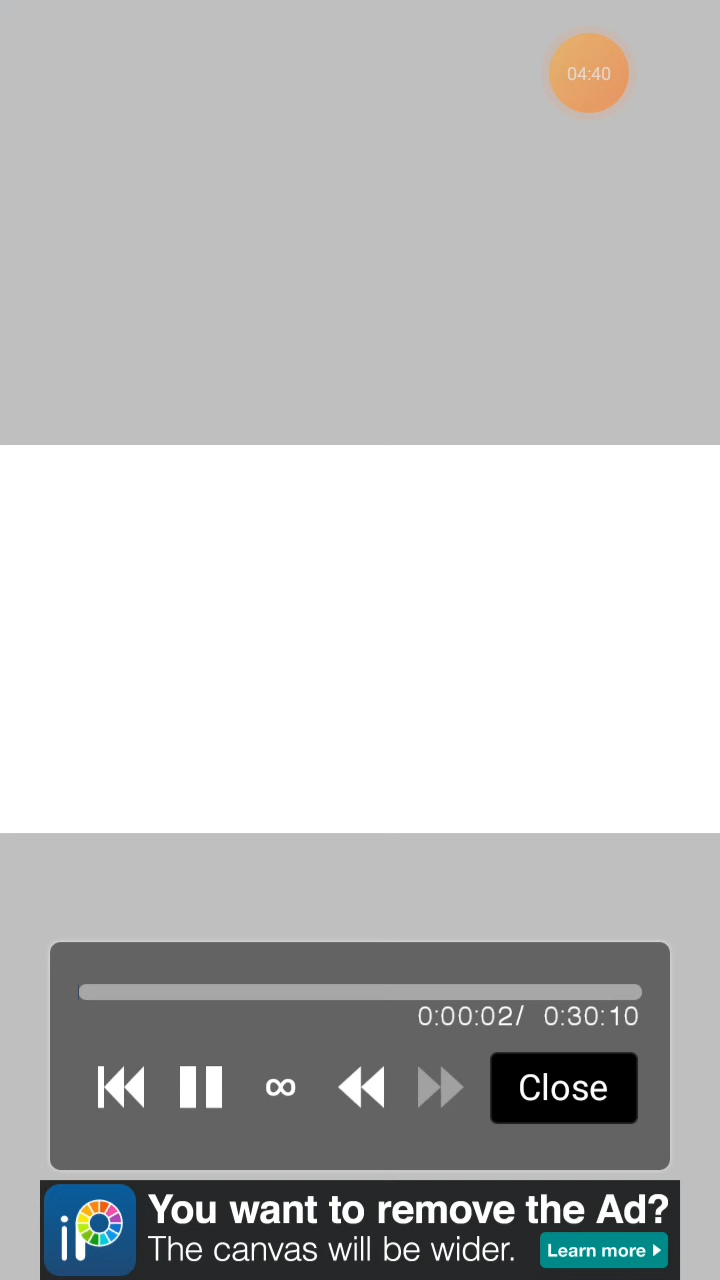 04:40
0:00:02/ 0:30:10
∞ Close
iP
You want to remove the Ad?
The canvas will be wider.
Learn more